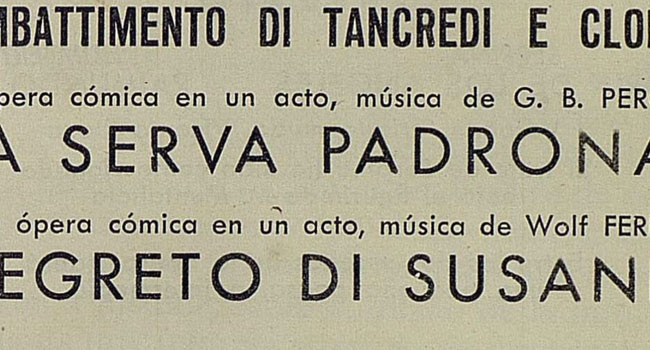 MBATTIMENTO DI TANCREDI E CLO
pera cómica en un acto, música de G. B. PER
A SERVA PADRONA
ópera cómica en un acto, música de Wolf FER
EGRETO DI SUSAN